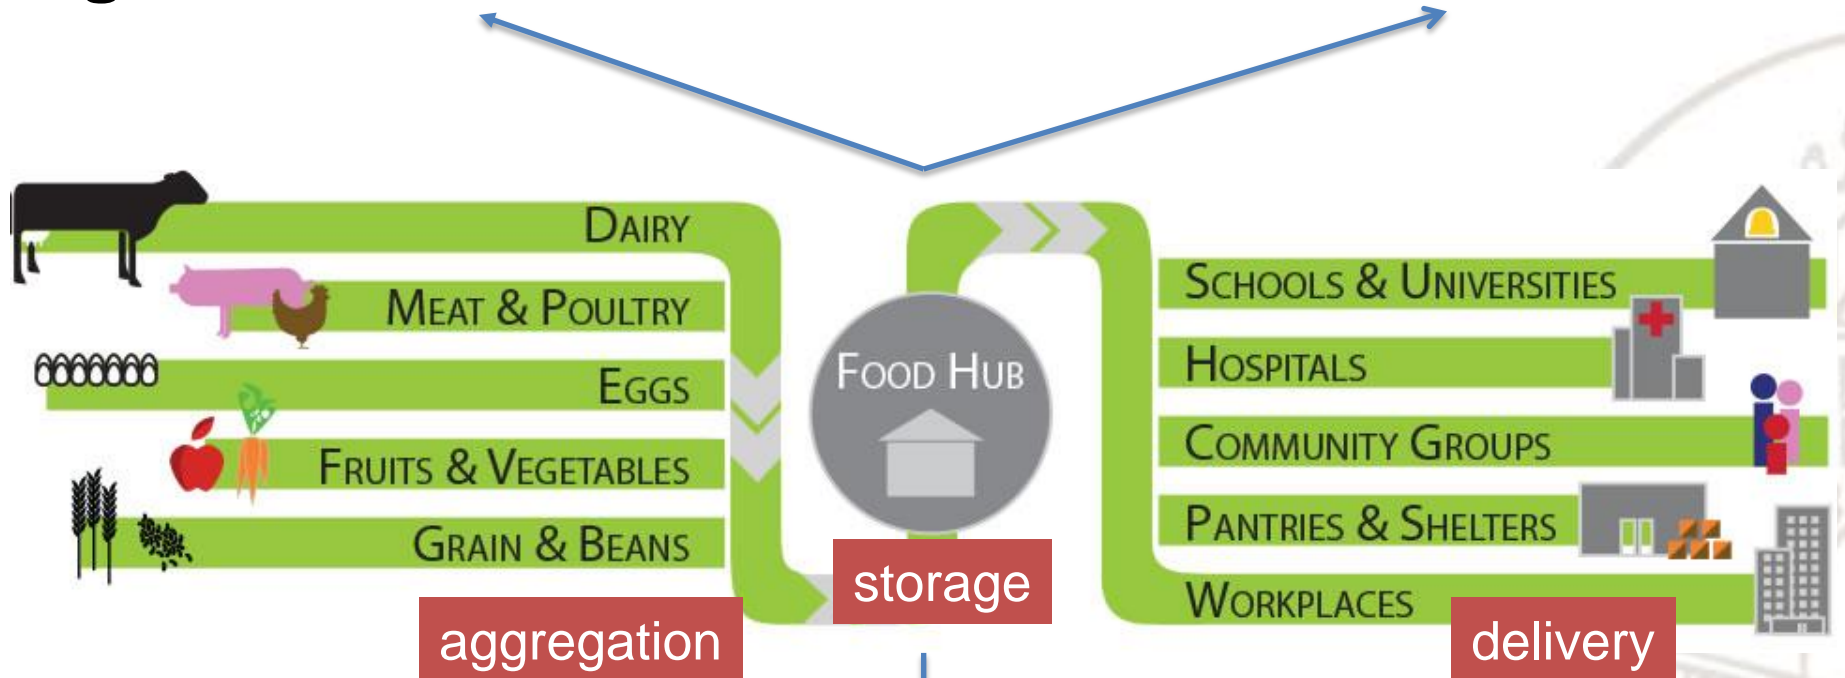 DAIRY
MEAT & POULTRY
EGGS
FRUITS & VEGETABLES
GRAIN & BEANS
aggregation
FOOD HUB
storage
SCHOOLS & UNIVERSITIES
HOSPITALS
COMMUNITY GROUPS
PANTRIES & SHELTERS
WORKPLACES
delivery